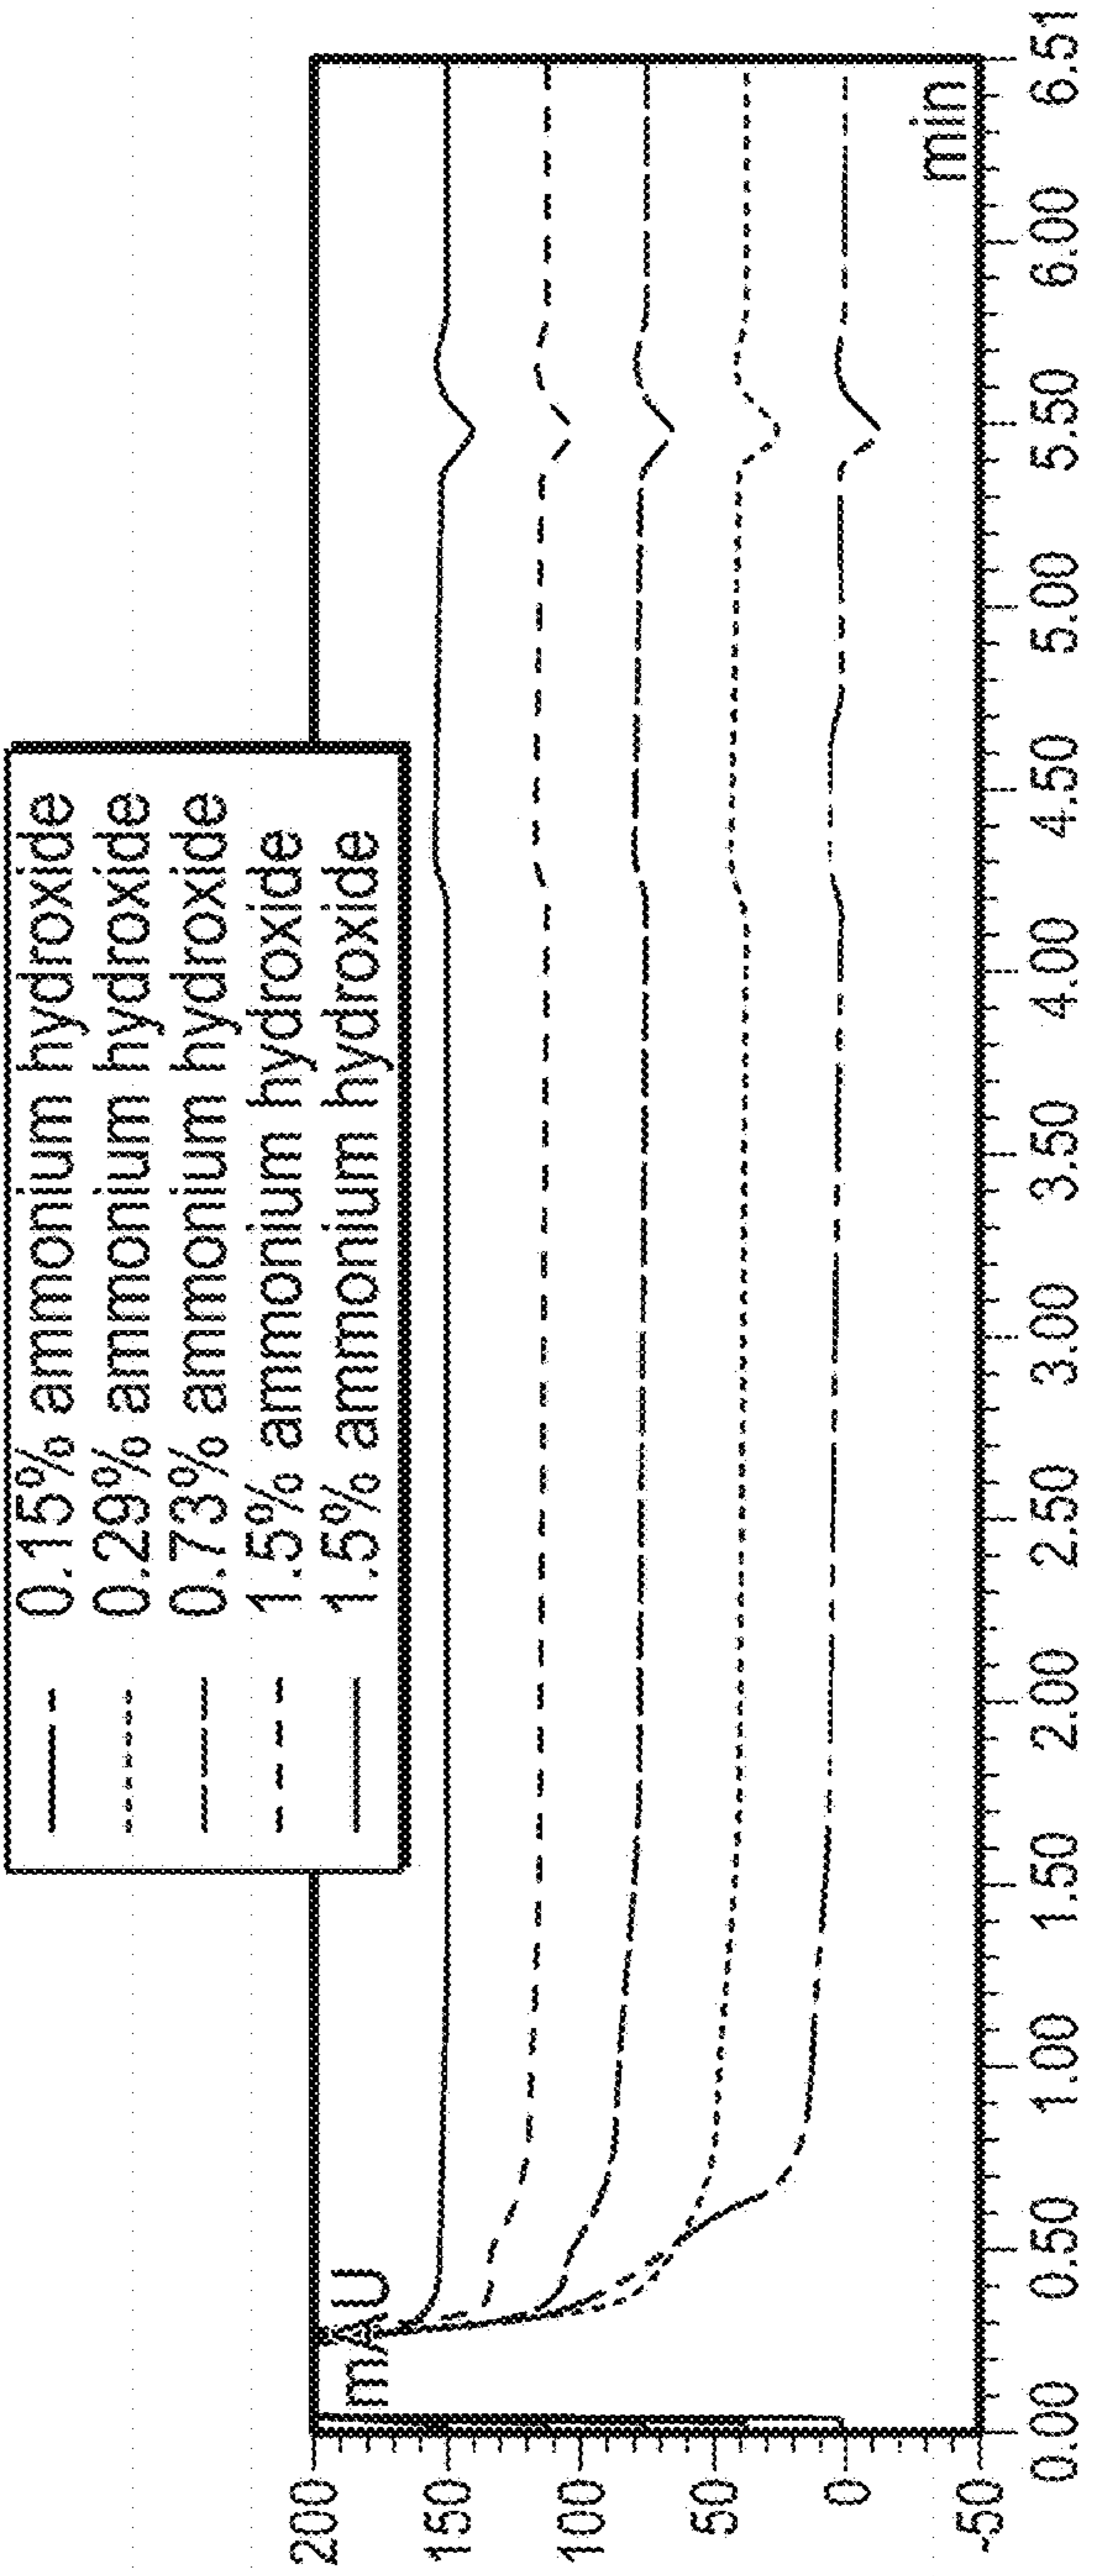 0.15% ammonium hydroxide
0.29% ammonium hydroxide
0.73% ammonium hydroxide
1.5% ammonium hydroxide
1.5% ammonium hydroxide
200
mAU
150
100
50
0
-50
min
0.00 0.50 1.00 1.50 2.00 2.50 3.00 3.50 4.00 4.50 5.00 5.50 6.00 6.51